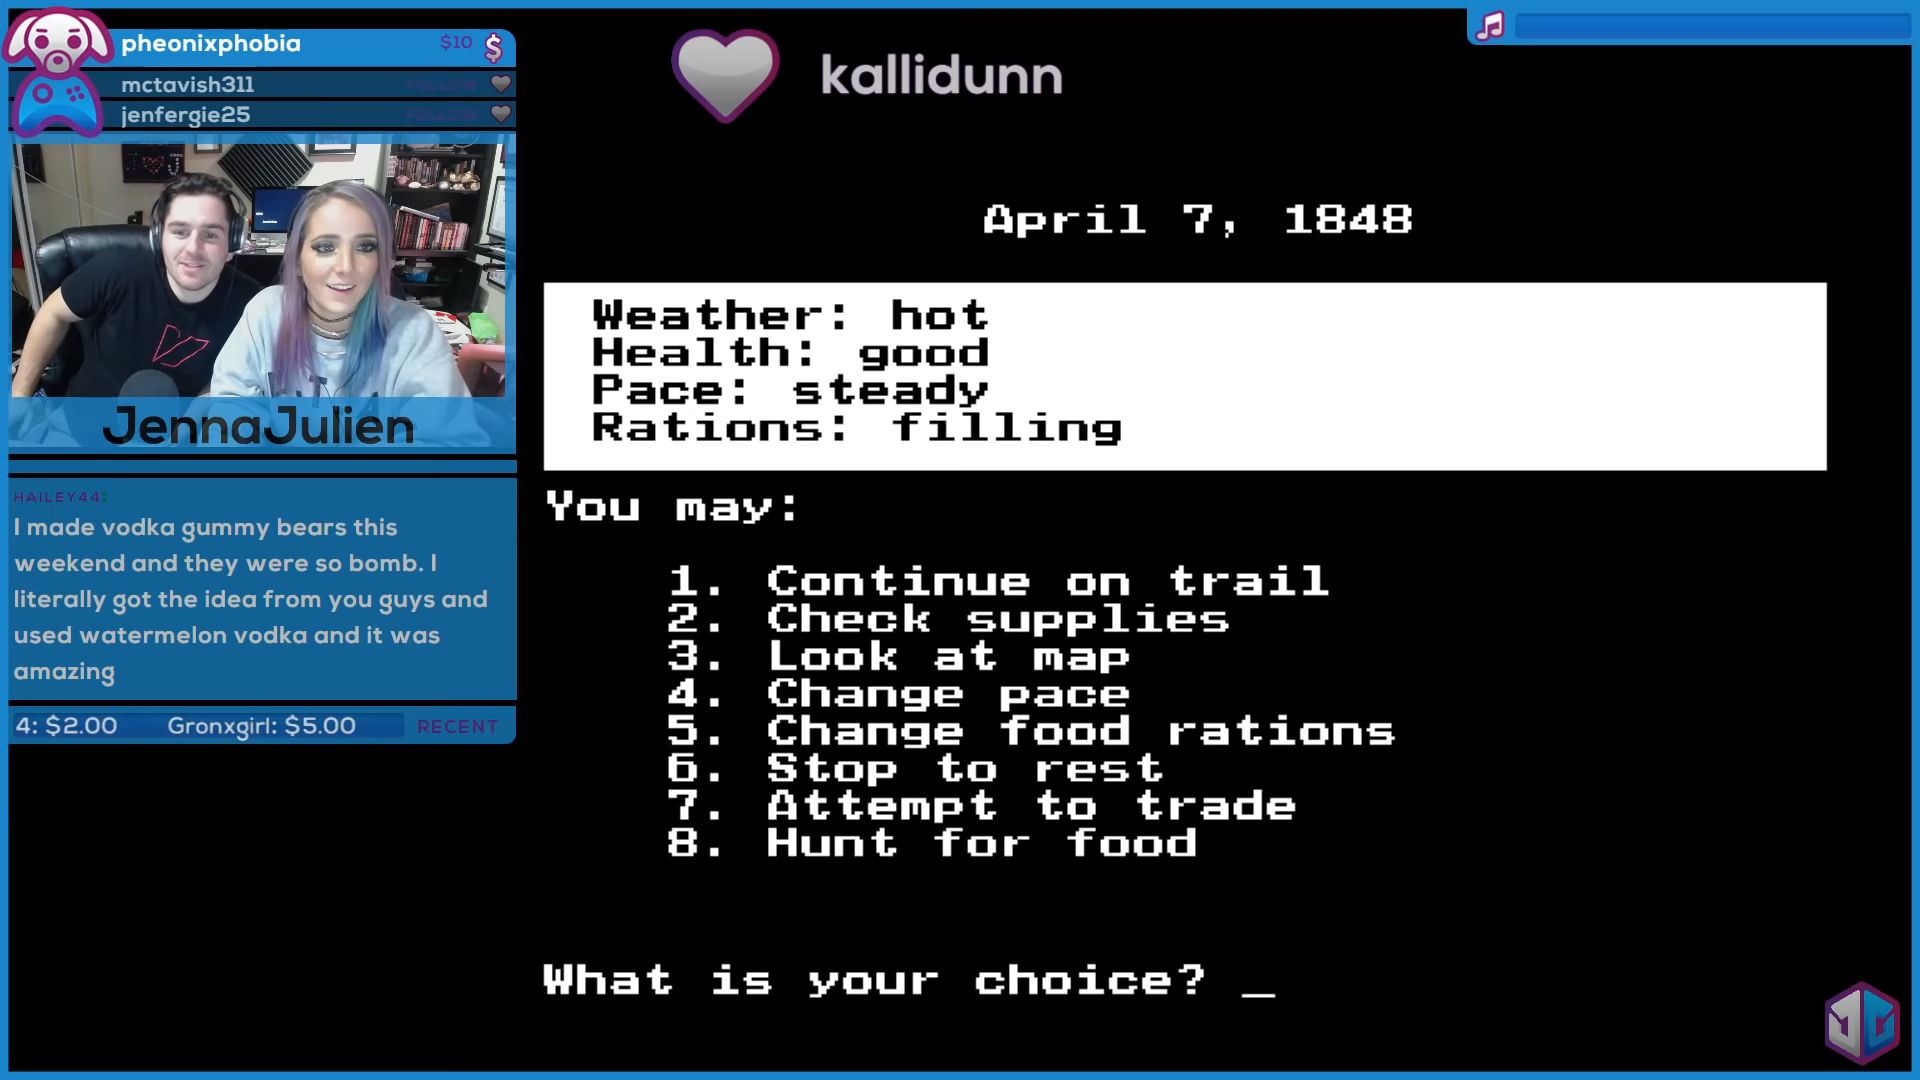 pheonixphobia $10 $
mctavish311 FOLLOW
jenfergie25 FOLLOW
JennaJulien
HAILEY44:
I made vodka gummy bears this
weekend and they were so bomb. I
literally got the idea from you guys and
used watermelon vodka and it was
amazing
4: $2.00 Gronxgirl: $5.00 RECENT
kallidunn
April 7, 1848
Weather: hot
Health: good
Pace: steady
Rations: filling
You may:
1. Continue on trail
2. Check supplies
3. Look at map
4. Change pace
5. Change food rations
6. Stop to rest
7. Attempt to trade
8. Hunt for food
What is your choice? _